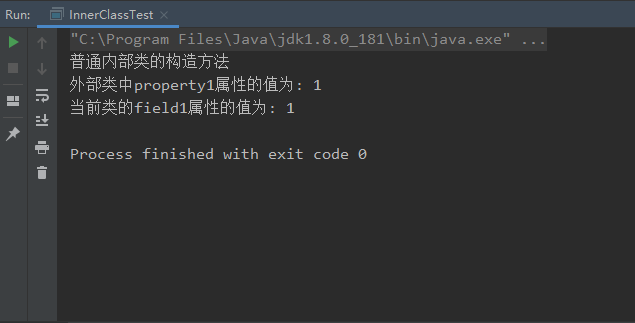 Run: InnerClassTest
"C:\Program Files\Java\jdk1.8.0_181\bin\java.exe" ...
普通内部类的构造方法
外部类中property1属性的值为: 1
当前类的field1属性的值为: 1
Process finished with exit code 0